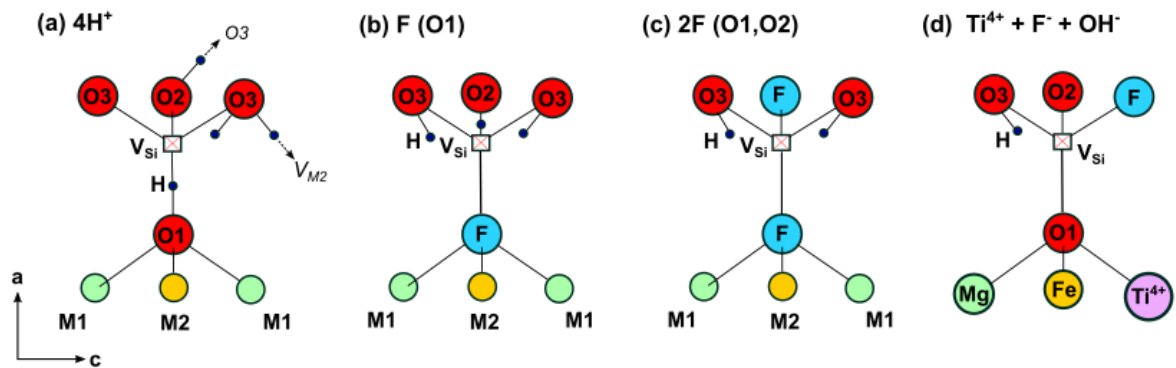 (a) 4H⁺
O3
O3
O2
O3
V_Si
V_M2
H
O1
M1
M2
M1
a
c
(b) F (O1)
O3
O2
O3
H
V_Si
F
M1
M2
M1
(c) 2F (O1,O2)
O3
F
O3
H
V_Si
F
M1
M2
M1
(d) Ti⁴⁺ + F⁻ + OH⁻
O3
O2
F
H
V_Si
O1
Mg
Fe
Ti⁴⁺